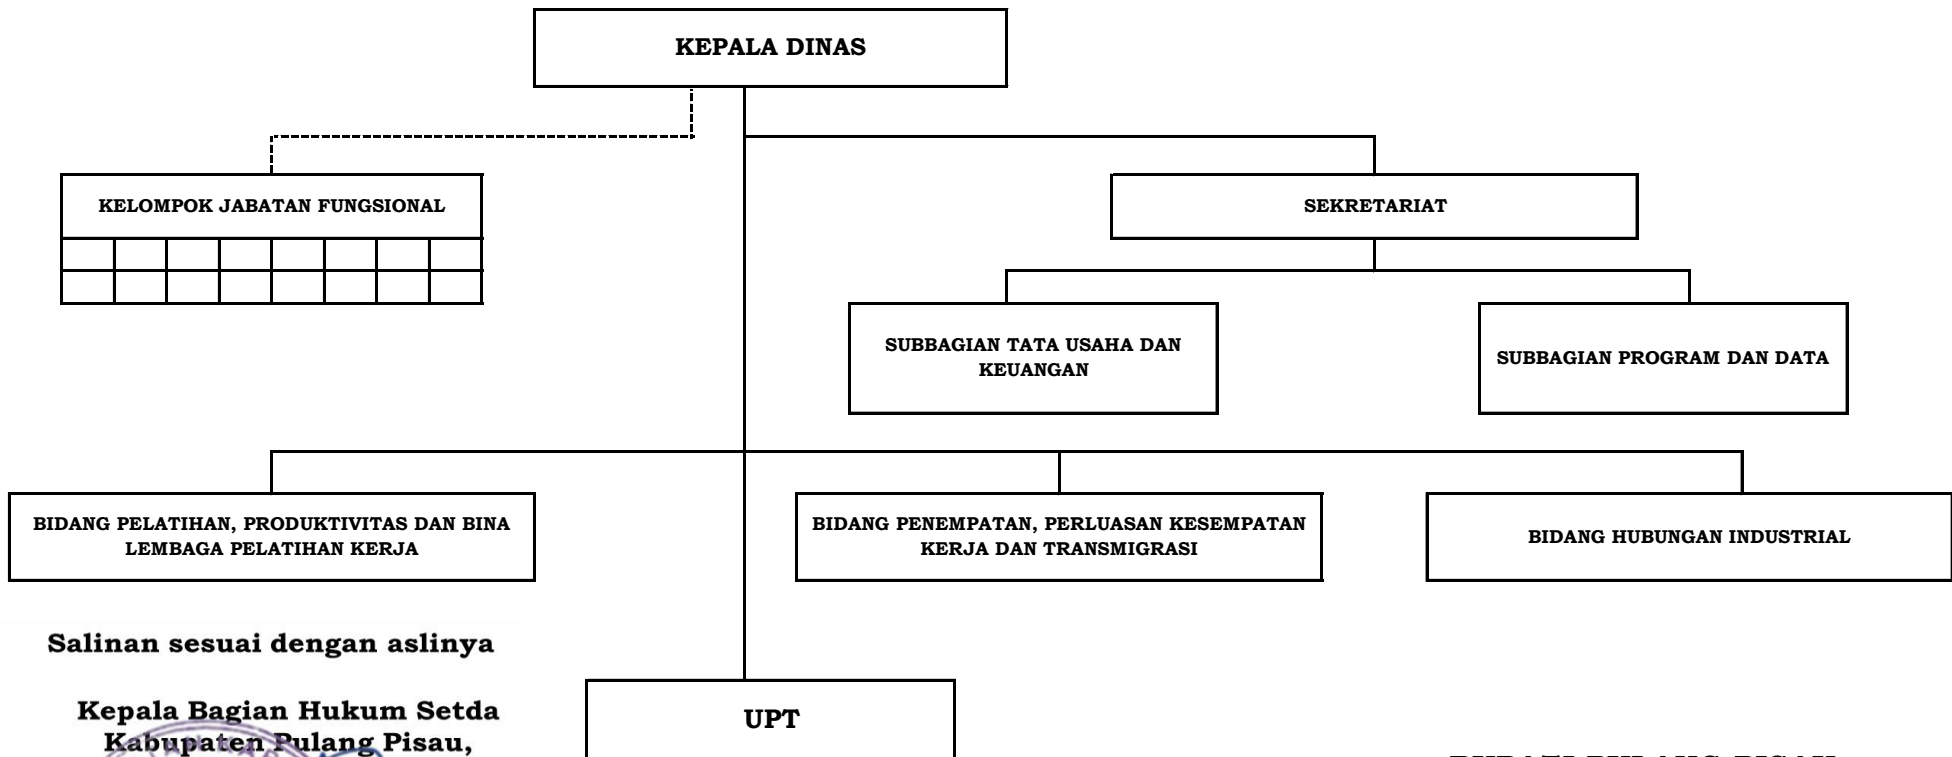 KEPALA DINAS
KELOMPOK JABATAN FUNGSIONAL
SEKRETARIAT
SUBBAGIAN TATA USAHA DAN
KEUANGAN
SUBBAGIAN PROGRAM DAN DATA
BIDANG PELATIHAN, PRODUKTIVITAS DAN BINA
LEMBAGA PELATIHAN KERJA
BIDANG PENEMPATAN, PERLUASAN KESEMPATAN
KERJA DAN TRANSMIGRASI
BIDANG HUBUNGAN INDUSTRIAL
Salinan sesuai dengan aslinya
Kepala Bagian Hukum Setda
Kabupaten Pulang Pisau,
UPT